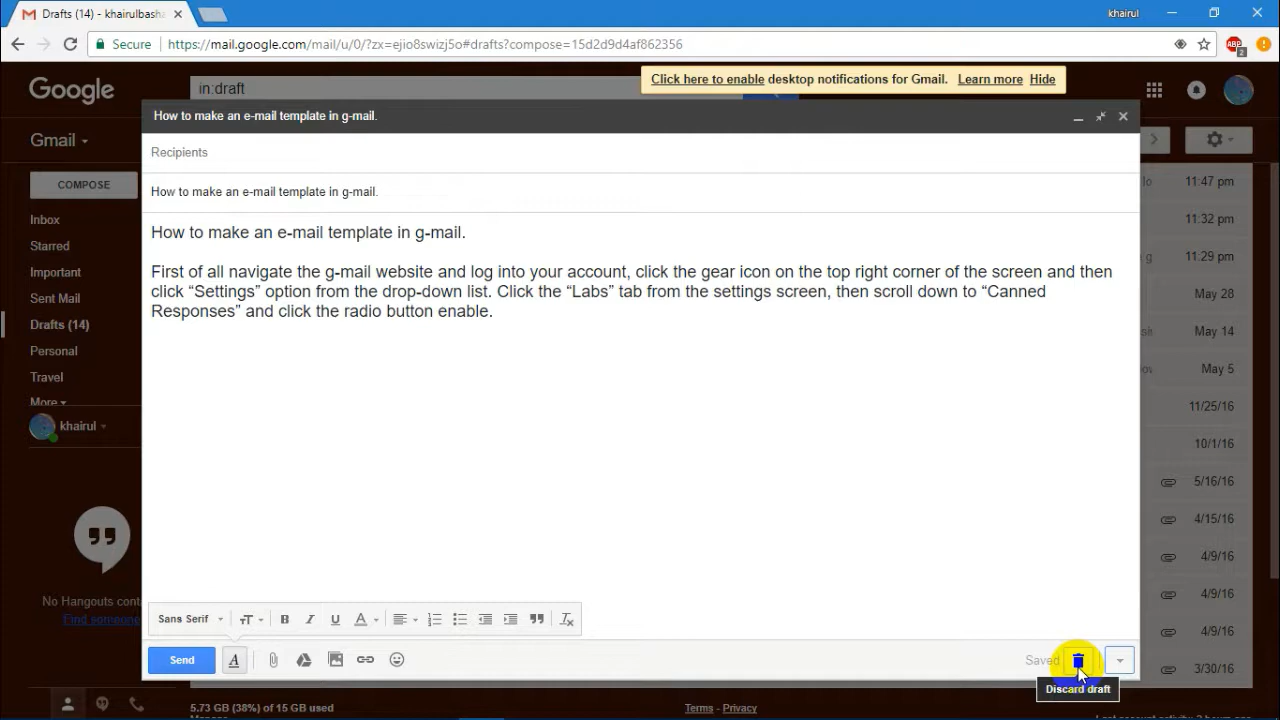 Drafts (14) - khairulbasha
khairul
Secure
https://mail.google.com/mail/u/0/?zx=ejio8swizj5o#drafts?compose=15d2d9d4af862356
ABP
2
Click here to enable desktop notifications for Gmail. Learn more Hide
Google
in:draft
How to make an e-mail template in g-mail.
Gmail
Recipients
COMPOSE
How to make an e-mail template in g-mail.
lo 11:47 pm
Inbox
11:32 pm
How to make an e-mail template in g-mail.
Starred
g 11:29 pm
First of all navigate the g-mail website and log into your account, click the gear icon on the top right corner of the screen and then
Important
click “Settings” option from the drop-down list. Click the “Labs” tab from the settings screen, then scroll down to “Canned
Sent Mail
May 28
Responses” and click the radio button enable.
Drafts (14)
May 14
Personal
May 5
Travel
More
11/25/16
khairul
10/1/16
5/16/16
4/15/16
4/9/16
No Hangouts cont
4/9/16
Find someone
Sans Serif
4/9/16
Send
Saved
3/30/16
Discard draft
5.73 GB (38%) of 15 GB used
Terms - Privacy